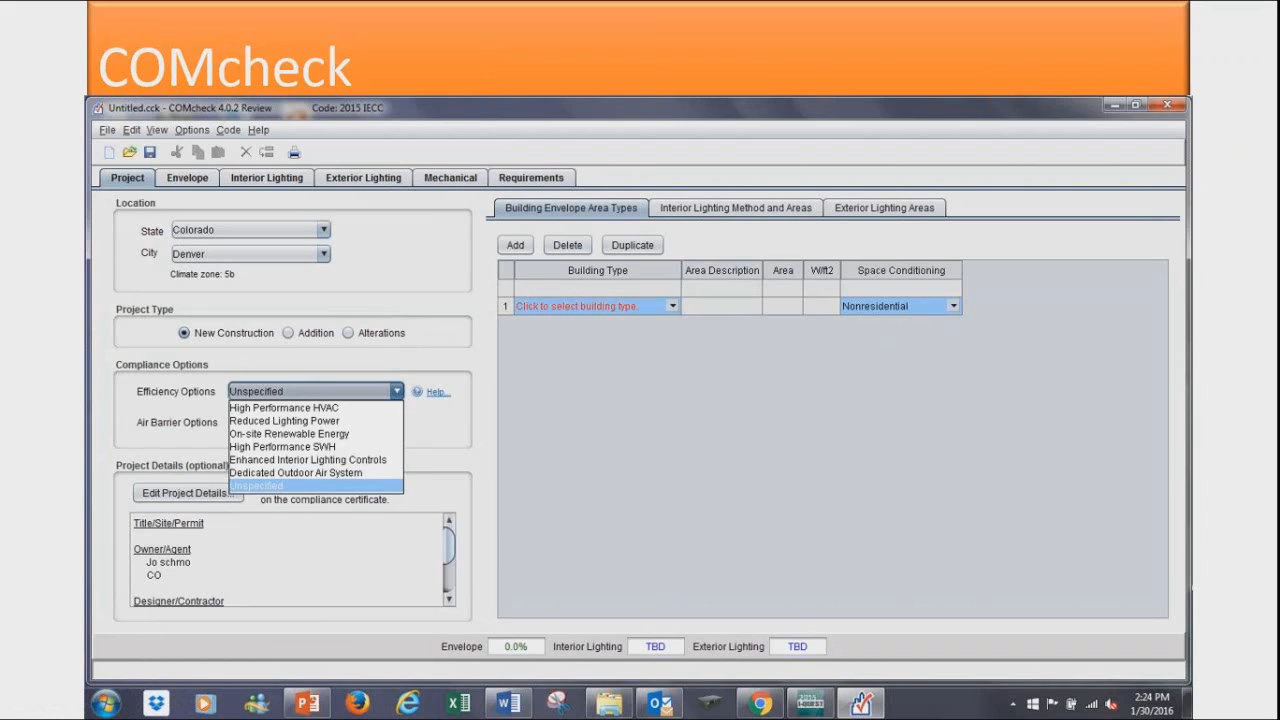 COMcheck
Untitled.cck - COMcheck 4.0.2 Review Code: 2015 IECC
File Edit View Options Code Help
Project Envelope Interior Lighting Exterior Lighting Mechanical Requirements
Location
State Colorado
City Denver
Climate zone: 5b
Project Type
New Construction Addition Alterations
Compliance Options
Efficiency Options Unspecified Help...
High Performance HVAC
Reduced Lighting Power
On-site Renewable Energy
High Performance SWH
Enhanced Interior Lighting Controls
Dedicated Outdoor Air System
Unspecified
Air Barrier Options
Project Details (optional)
Edit Project Details...
on the compliance certificate.
Title/Site/Permit
Owner/Agent
Jo schmo
CO
Designer/Contractor
Building Envelope Area Types Interior Lighting Method and Areas Exterior Lighting Areas
Add Delete Duplicate
Building Type Area Description Area W/ft2 Space Conditioning
1 Click to select building type. Nonresidential
Envelope 0.0% Interior Lighting TBD Exterior Lighting TBD
2:24 PM
1/30/2016